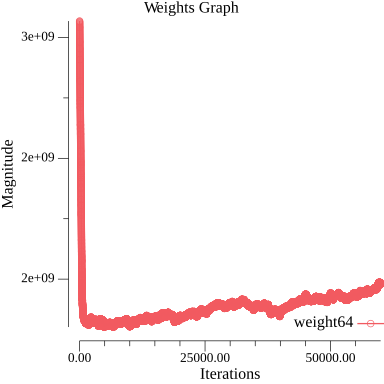 Weights Graph
3e+09
2e+09
2e+09
Magnitude
weight64
0.00 25000.00 50000.00
Iterations